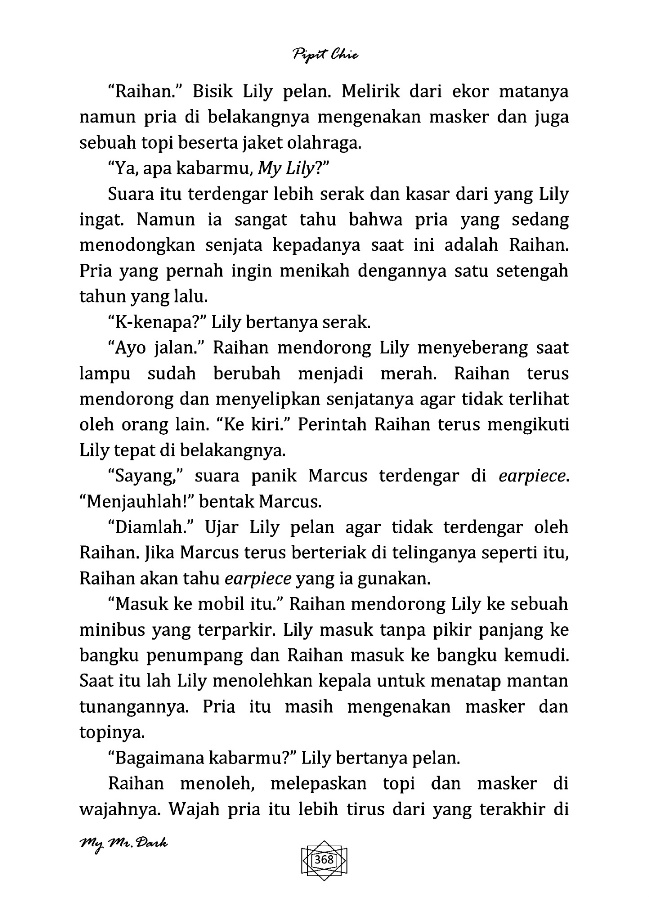 Pipit Chie
“Raihan.” Bisik Lily pelan. Melirik dari ekor matanya
namun pria di belakangnya mengenakan masker dan juga
sebuah topi beserta jaket olahraga.
“Ya, apa kabarmu, My Lily?”
Suara itu terdengar lebih serak dan kasar dari yang Lily
ingat. Namun ia sangat tahu bahwa pria yang sedang
menodongkan senjata kepadanya saat ini adalah Raihan.
Pria yang pernah ingin menikah dengannya satu setengah
tahun yang lalu.
“K-kenapa?” Lily bertanya serak.
“Ayo jalan.” Raihan mendorong Lily menyeberang saat
lampu sudah berubah menjadi merah. Raihan terus
mendorong dan menyelipkan senjatanya agar tidak terlihat
oleh orang lain. “Ke kiri.” Perintah Raihan terus mengikuti
Lily tepat di belakangnya.
“Sayang,” suara panik Marcus terdengar di earpiece.
“Menjauhlah!” bentak Marcus.
“Diamlah.” Ujar Lily pelan agar tidak terdengar oleh
Raihan. Jika Marcus terus berteriak di telinganya seperti itu,
Raihan akan tahu earpiece yang ia gunakan.
“Masuk ke mobil itu.” Raihan mendorong Lily ke sebuah
minibus yang terparkir. Lily masuk tanpa pikir panjang ke
bangku penumpang dan Raihan masuk ke bangku kemudi.
Saat itu lah Lily menolehkan kepala untuk menatap mantan
tunangannya. Pria itu masih mengenakan masker dan
topinya.
“Bagaimana kabarmu?” Lily bertanya pelan.
Raihan menoleh, melepaskan topi dan masker di
wajahnya. Wajah pria itu lebih tirus dari yang terakhir di
My Mr. Dark
368